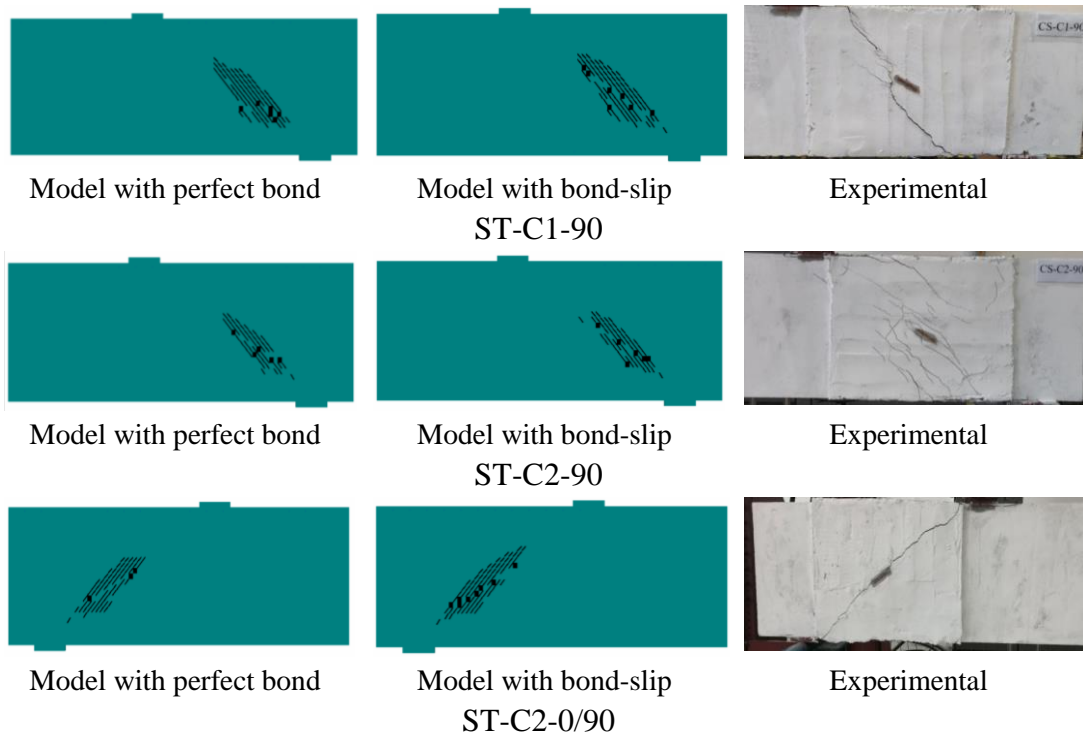 CS-C1-90
Model with perfect bond Model with bond-slip Experimental
ST-C1-90
CS-C2-90
Model with perfect bond Model with bond-slip Experimental
ST-C2-90
Model with perfect bond Model with bond-slip Experimental
ST-C2-0/90